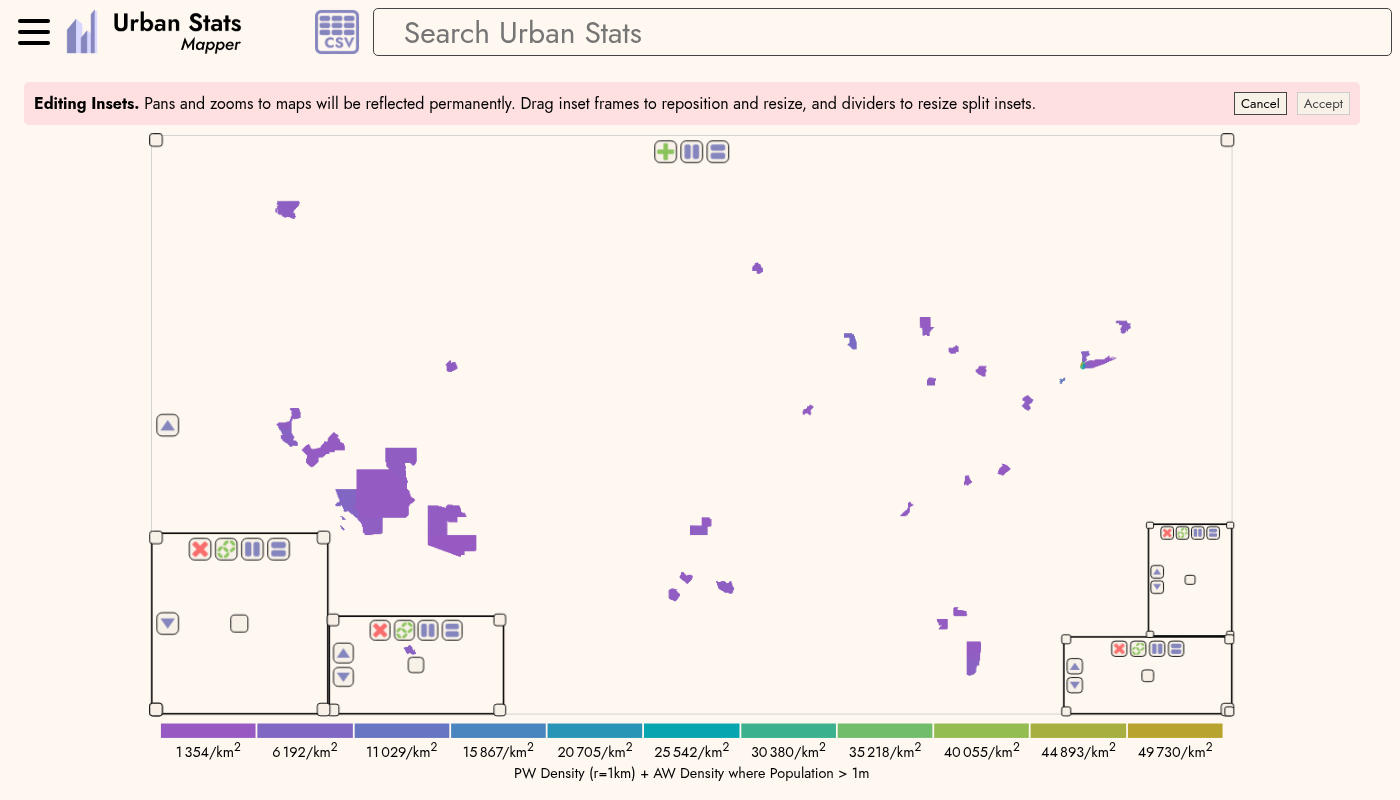 Urban Stats
Mapper
CSV
Search Urban Stats
Editing Insets. Pans and zooms to maps will be reflected permanently. Drag inset frames to reposition and resize, and dividers to resize split insets.
Cancel
Accept
1 354/km²
6 192/km²
11 029/km²
15 867/km²
20 705/km²
25 542/km²
30 380/km²
35 218/km²
40 055/km²
44 893/km²
49 730/km²
PW Density (r=1km) + AW Density where Population > 1m